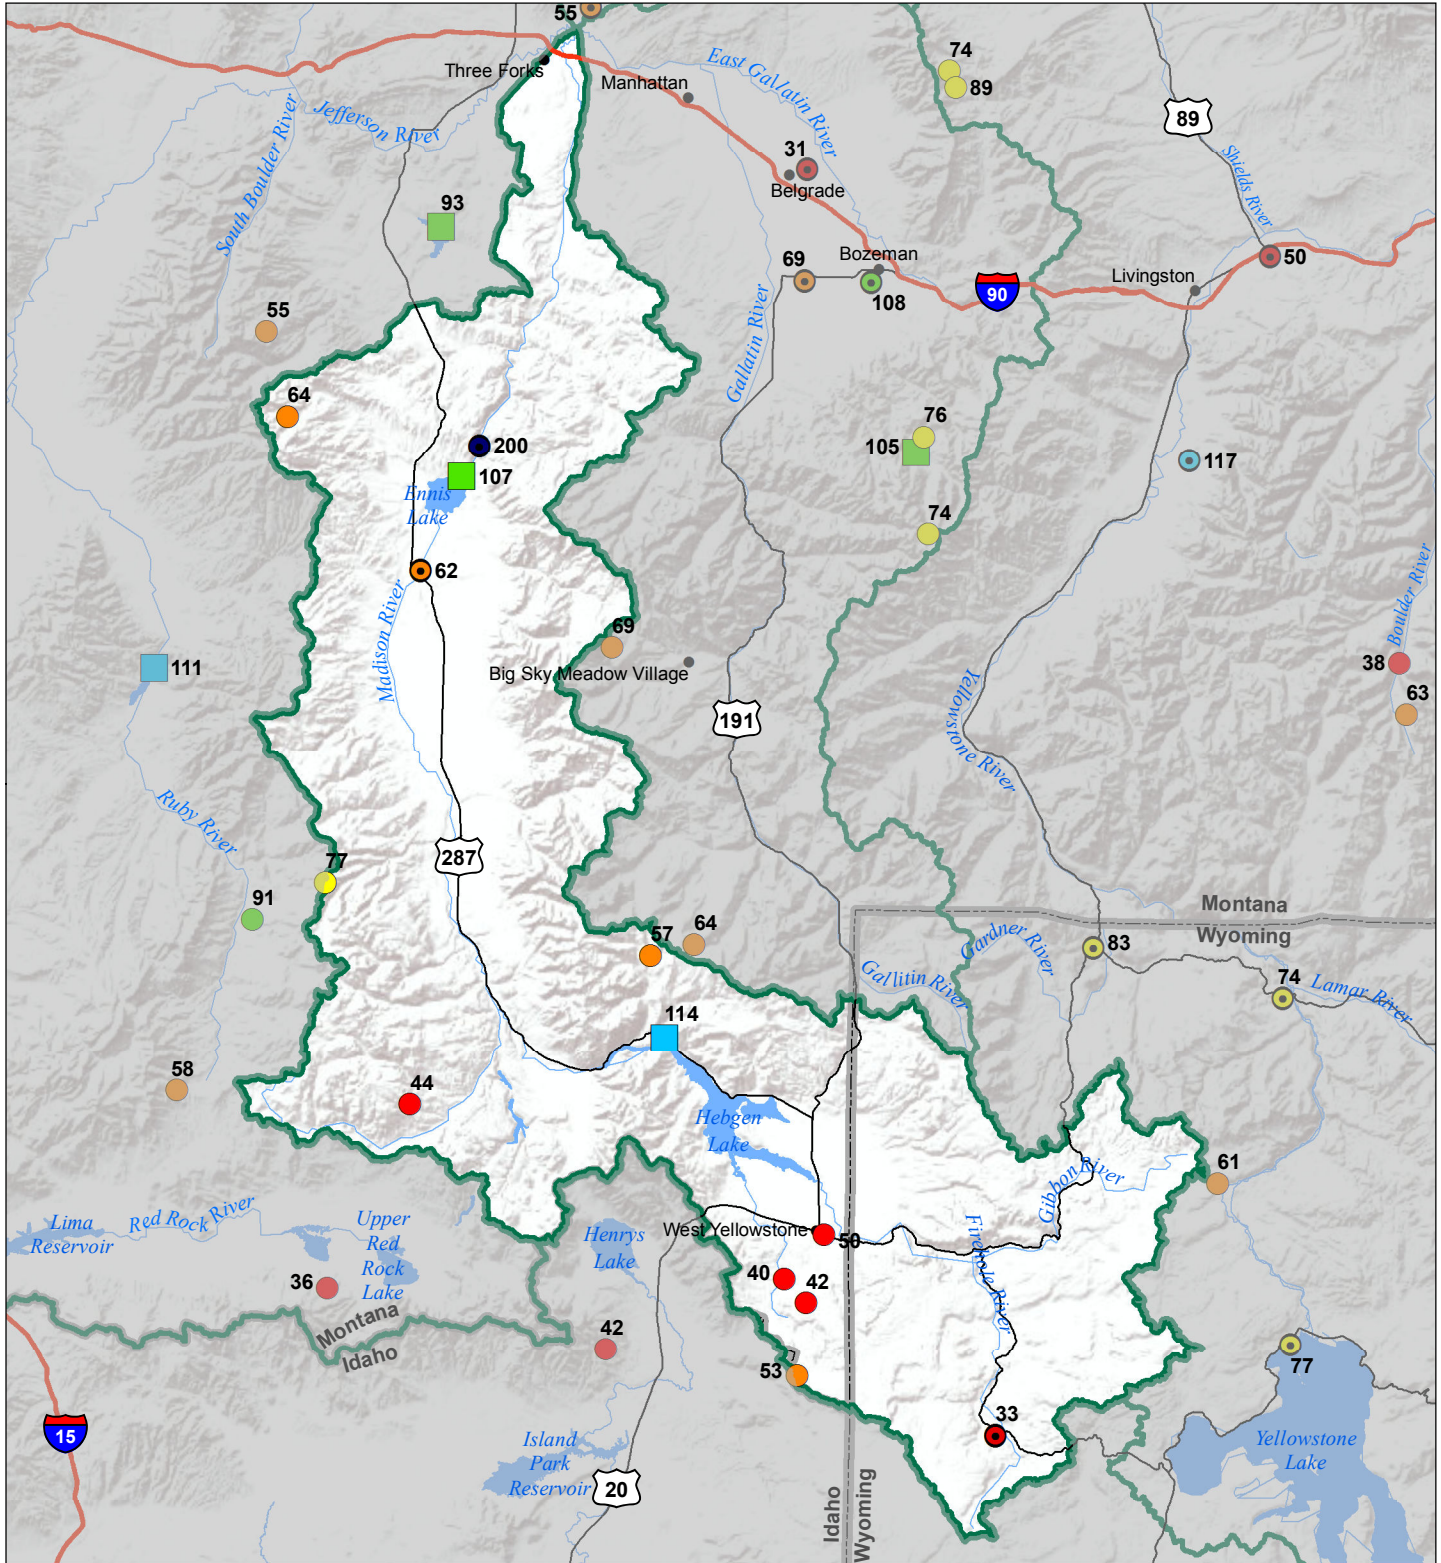 55
Three Forks
Manhattan
East Gallatin River
74
89
89
Jefferson River
South Boulder River
31
Belgrade
Shields River
93
69
Bozeman
108
90
Livingston
50
55
Gallatin River
64
76
105
117
200
107
Ennis
Lake
74
62
Madison River
Boulder River
69
Big Sky Meadow Village
38
63
111
191
Yellowstone River
Ruby River
287
77
91
57
64
Montana
Wyoming
83
Gardner River
Gallitin River
74
Lamar River
114
58
44
Hebgen
Lake
61
Gibbon River
Lima
Reservoir
Red Rock River
Upper
Red
Rock
Lake
Henrys
Lake
West Yellowstone
50
Firehole River
36
40
42
Montana
Idaho
42
53
77
33
15
Island
Park
Reservoir
20
Yellowstone
Lake
Idaho
Wyoming